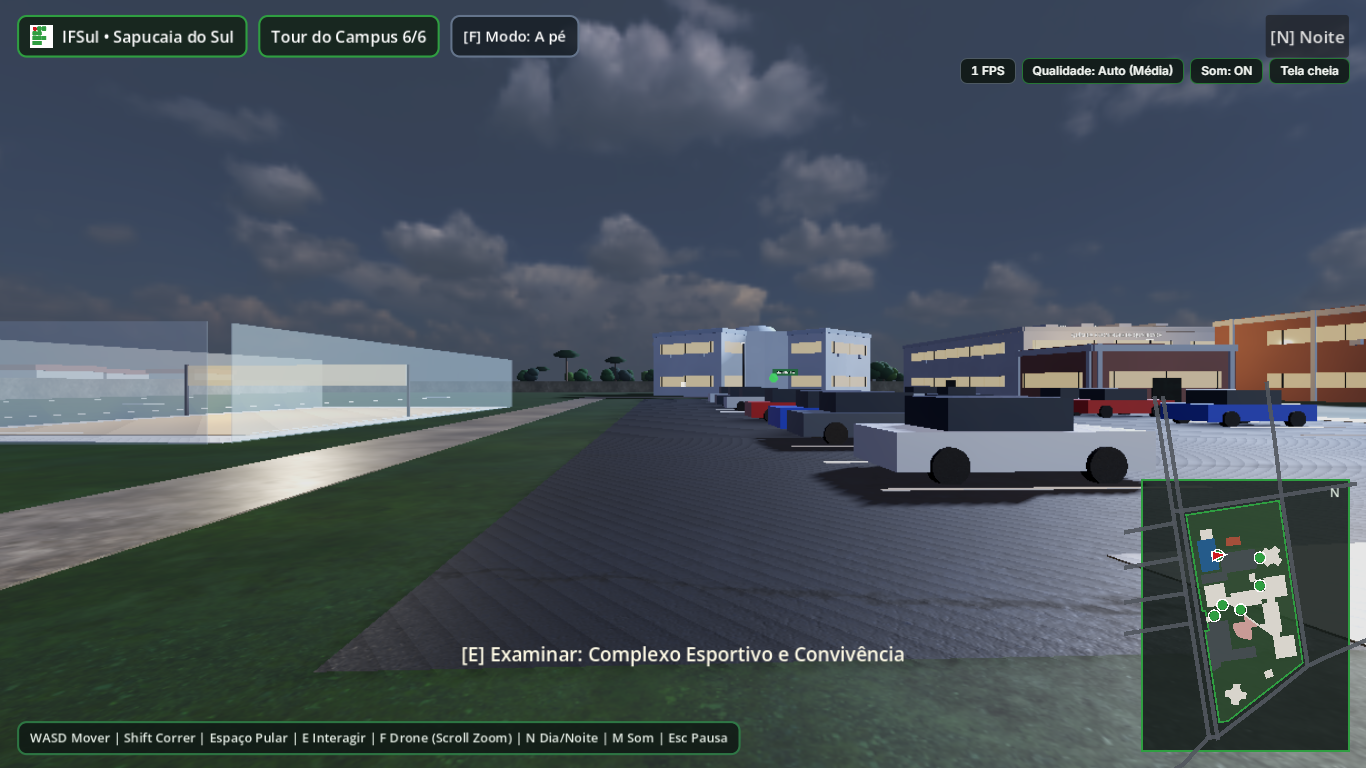 IFSul • Sapucaia do Sul
Tour do Campus 6/6
[F] Modo: A pé
[N] Noite
1 FPS
Qualidade: Auto (Média)
Som: ON
Tela cheia
[E] Examinar: Complexo Esportivo e Convivência
N
WASD Mover | Shift Correr | Espaço Pular | E Interagir | F Drone (Scroll Zoom) | N Dia/Noite | M Som | Esc Pausa